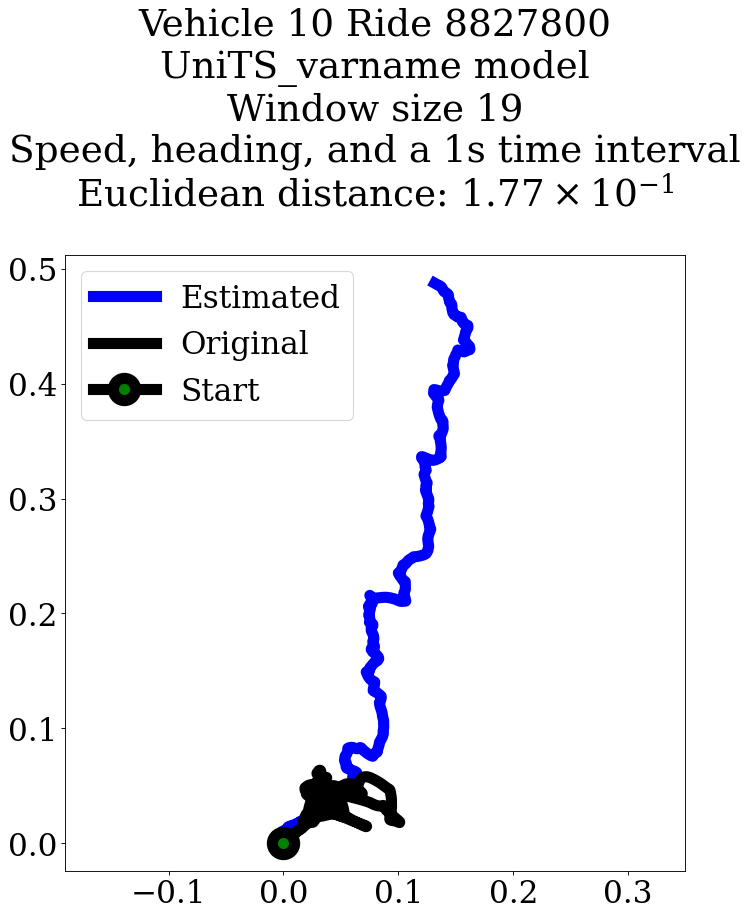 Vehicle 10 Ride 8827800
UniTS_varname model
Window size 19
Speed, heading, and a 1s time interval
Euclidean distance: 1.77 × 10⁻¹
0.5
Estimated
Original
Start
0.4
0.3
0.2
0.1
0.0
−0.1 0.0 0.1 0.2 0.3